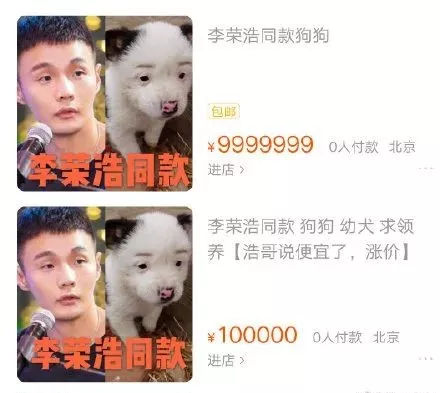 李荣浩同款狗狗
李荣浩同款
包邮
¥9999999 0人付款 北京
进店 >
李荣浩同款 狗狗 幼犬 求领
养【浩哥说便宜了，涨价】
李荣浩同款
¥100000 0人付款 北京
进店 >